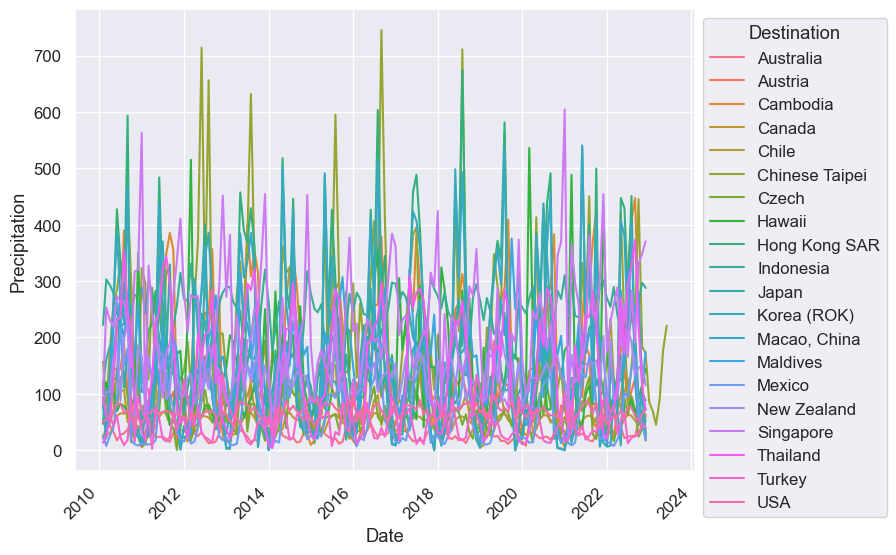 Destination
Australia
Austria
Cambodia
Canada
Chile
Chinese Taipei
Czech
Hawaii
Hong Kong SAR
Indonesia
Japan
Korea (ROK)
Macao, China
Maldives
Mexico
New Zealand
Singapore
Thailand
Turkey
USA
Precipitation
700
600
500
400
300
200
100
0
2010
2012
2014
2016
2018
2020
2022
2024
Date